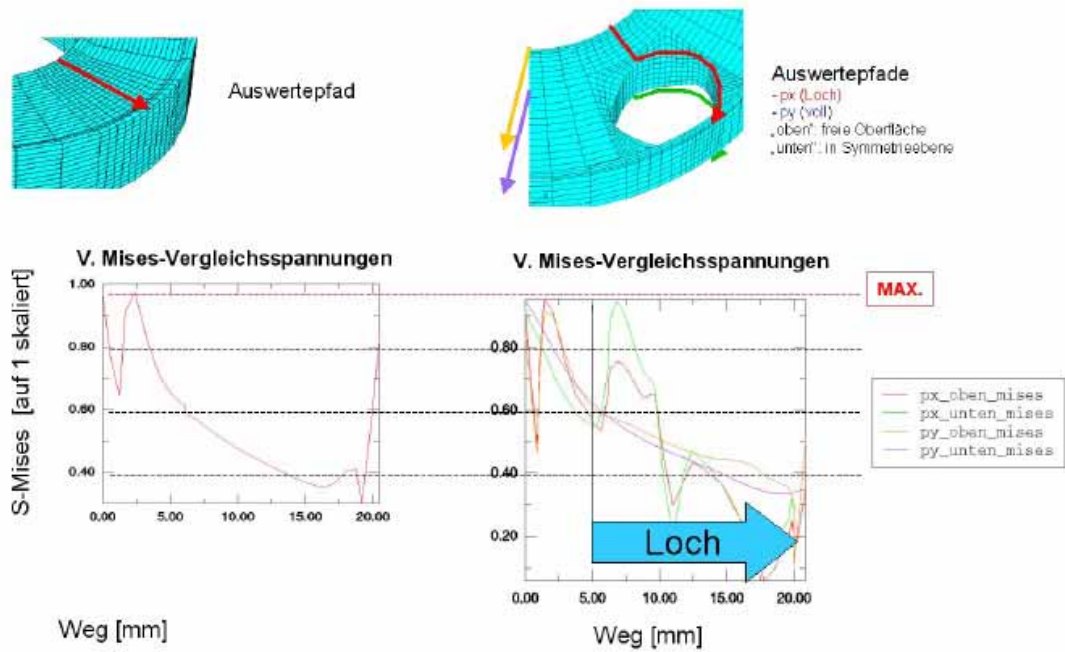 Auswertepfad
Auswertepfade
- px (Loch)
- py (voll)
„oben“: freie Oberfläche
„unten“: in Symmetrieebene
V. Mises-Vergleichsspannungen
V. Mises-Vergleichsspannungen
S-Mises [auf 1 skaliert]
1.00
0.80
0.60
0.40
0.00 5.00 10.00 15.00 20.00
Weg [mm]
0.80
0.60
0.40
0.20
0.00 5.00 10.00 15.00 20.00
Weg [mm]
Loch
MAX.
px_oben_mises
px_unten_mises
py_oben_mises
py_unten_mises